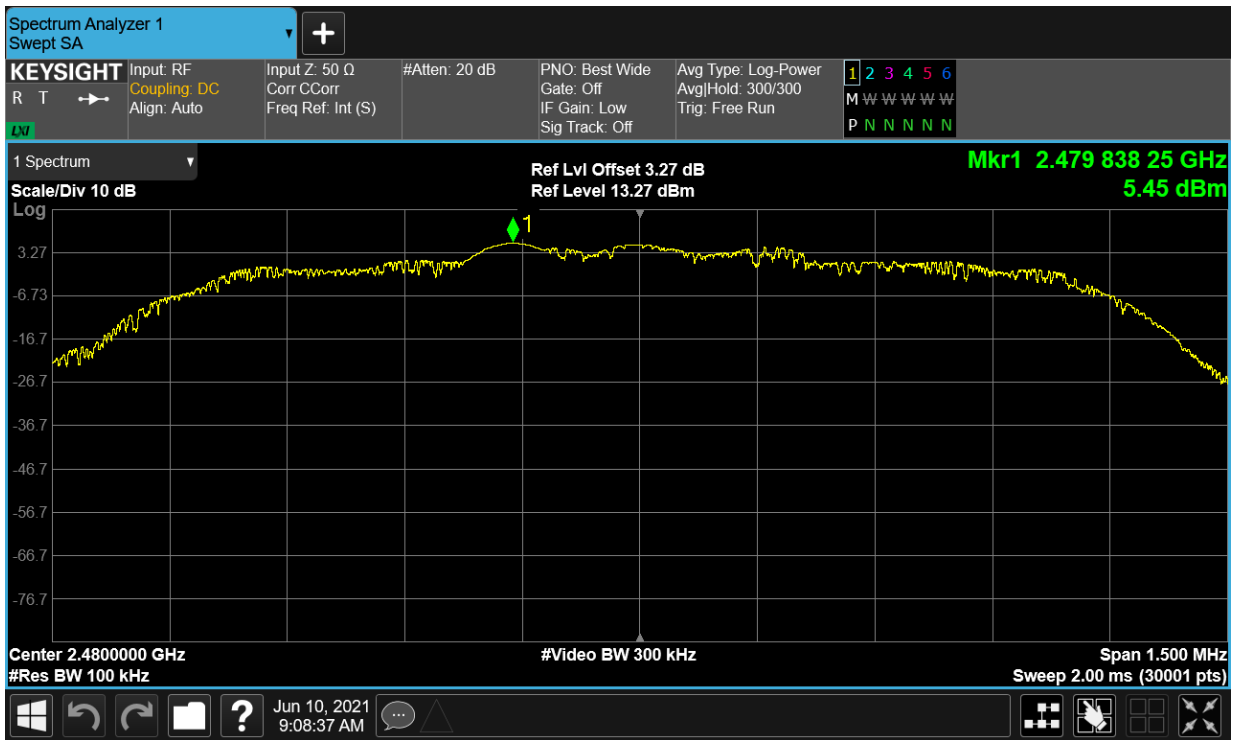 Spectrum Analyzer 1
Swept SA
KEYSIGHT
R T
LXI
Input: RF
Coupling: DC
Align: Auto
Input Z: 50 Ω
Corr CCorr
Freq Ref: Int (S)
#Atten: 20 dB
PNO: Best Wide
Gate: Off
IF Gain: Low
Sig Track: Off
Avg Type: Log-Power
Avg|Hold: 300/300
Trig: Free Run
1 2 3 4 5 6
M W W W W W
P N N N N N
1 Spectrum
Scale/Div 10 dB
Log
Ref Lvl Offset 3.27 dB
Ref Level 13.27 dBm
Mkr1 2.479 838 25 GHz
5.45 dBm
1
3.27
-6.73
-16.7
-26.7
-36.7
-46.7
-56.7
-66.7
-76.7
Center 2.4800000 GHz
#Video BW 300 kHz
Span 1.500 MHz
#Res BW 100 kHz
Sweep 2.00 ms (30001 pts)
?
Jun 10, 2021
9:08:37 AM